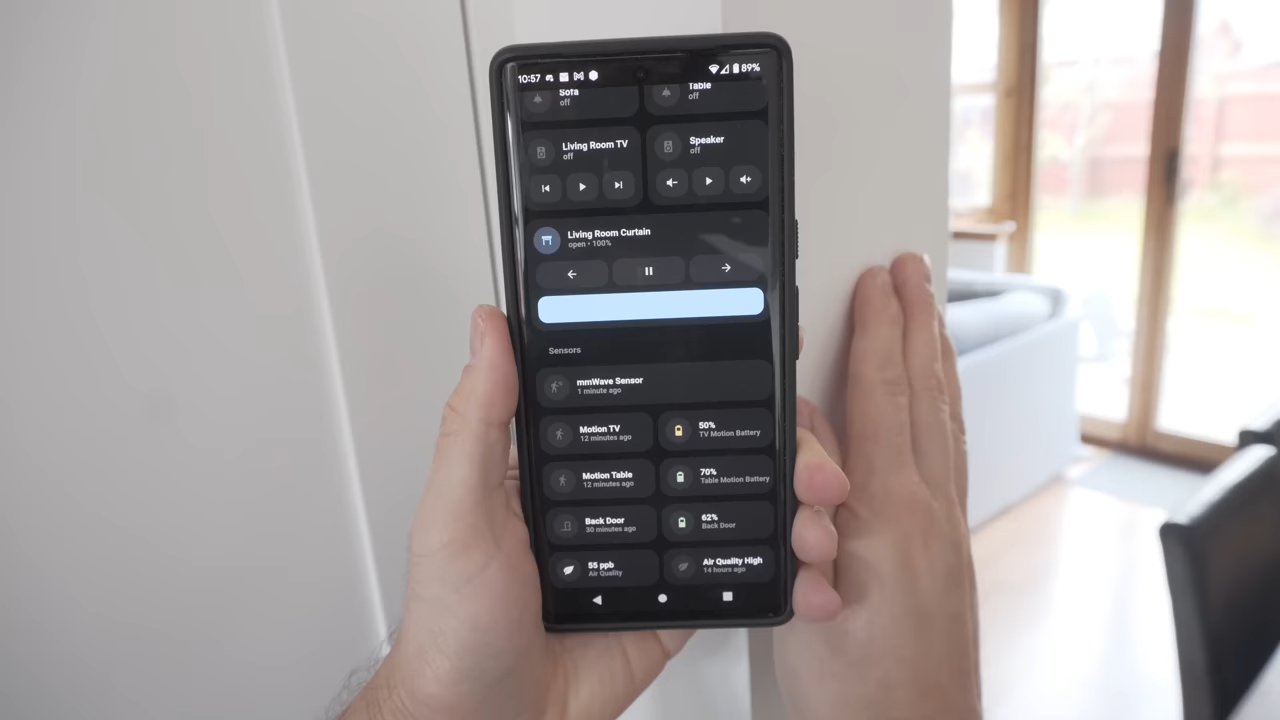 10:57
89%
Sofa
off
Table
off
Living Room TV
off
Speaker
off
Living Room Curtain
open • 100%
Sensors
mmWave Sensor
1 minute ago
Motion TV
12 minutes ago
50%
TV Motion Battery
Motion Table
12 minutes ago
70%
Table Motion Battery
Back Door
30 minutes ago
62%
Back Door
55 ppb
Air Quality
Air Quality High
14 hours ago